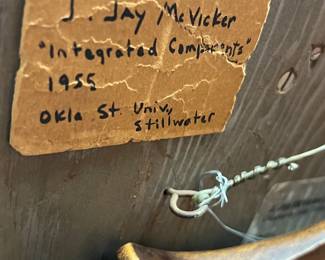 J. Jay McVicker
"Integrated Components"
1955
Okla. St. Univ,
Stillwater